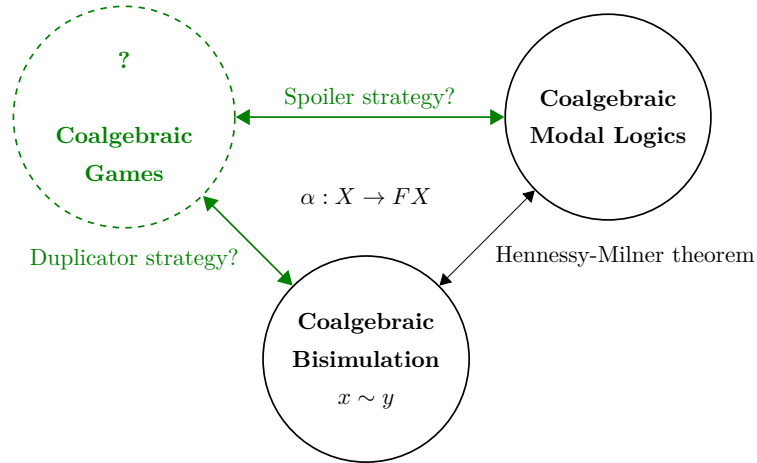 ?
Coalgebraic
Games
Spoiler strategy?
Coalgebraic
Modal Logics
α : X → FX
Duplicator strategy?
Hennessy-Milner theorem
Coalgebraic
Bisimulation
x ∼ y